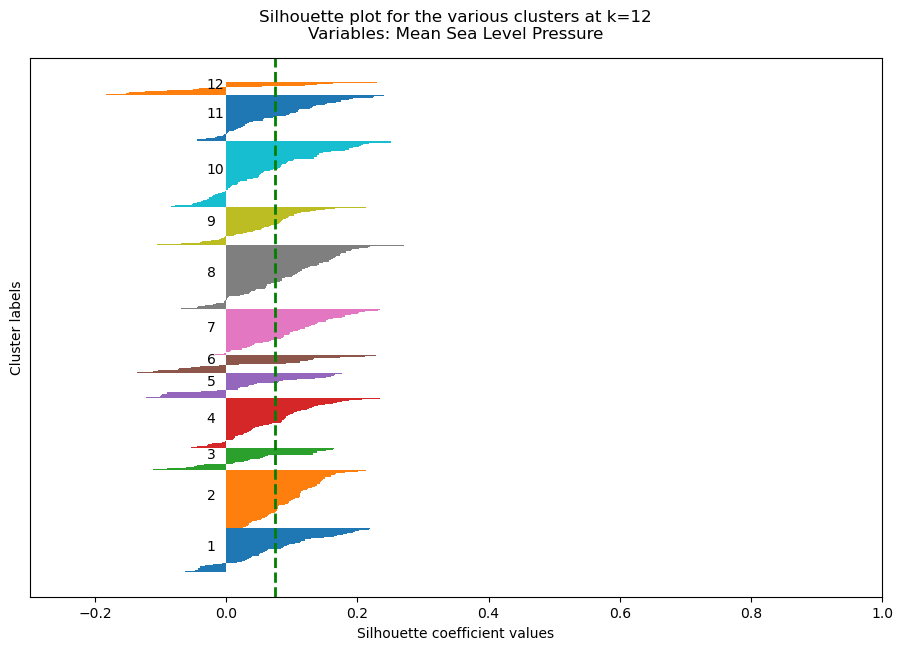 Silhouette plot for the various clusters at k=12
Variables: Mean Sea Level Pressure
Cluster labels
12
11
10
9
8
7
6
5
4
3
2
1
−0.2 0.0 0.2 0.4 0.6 0.8 1.0
Silhouette coefficient values